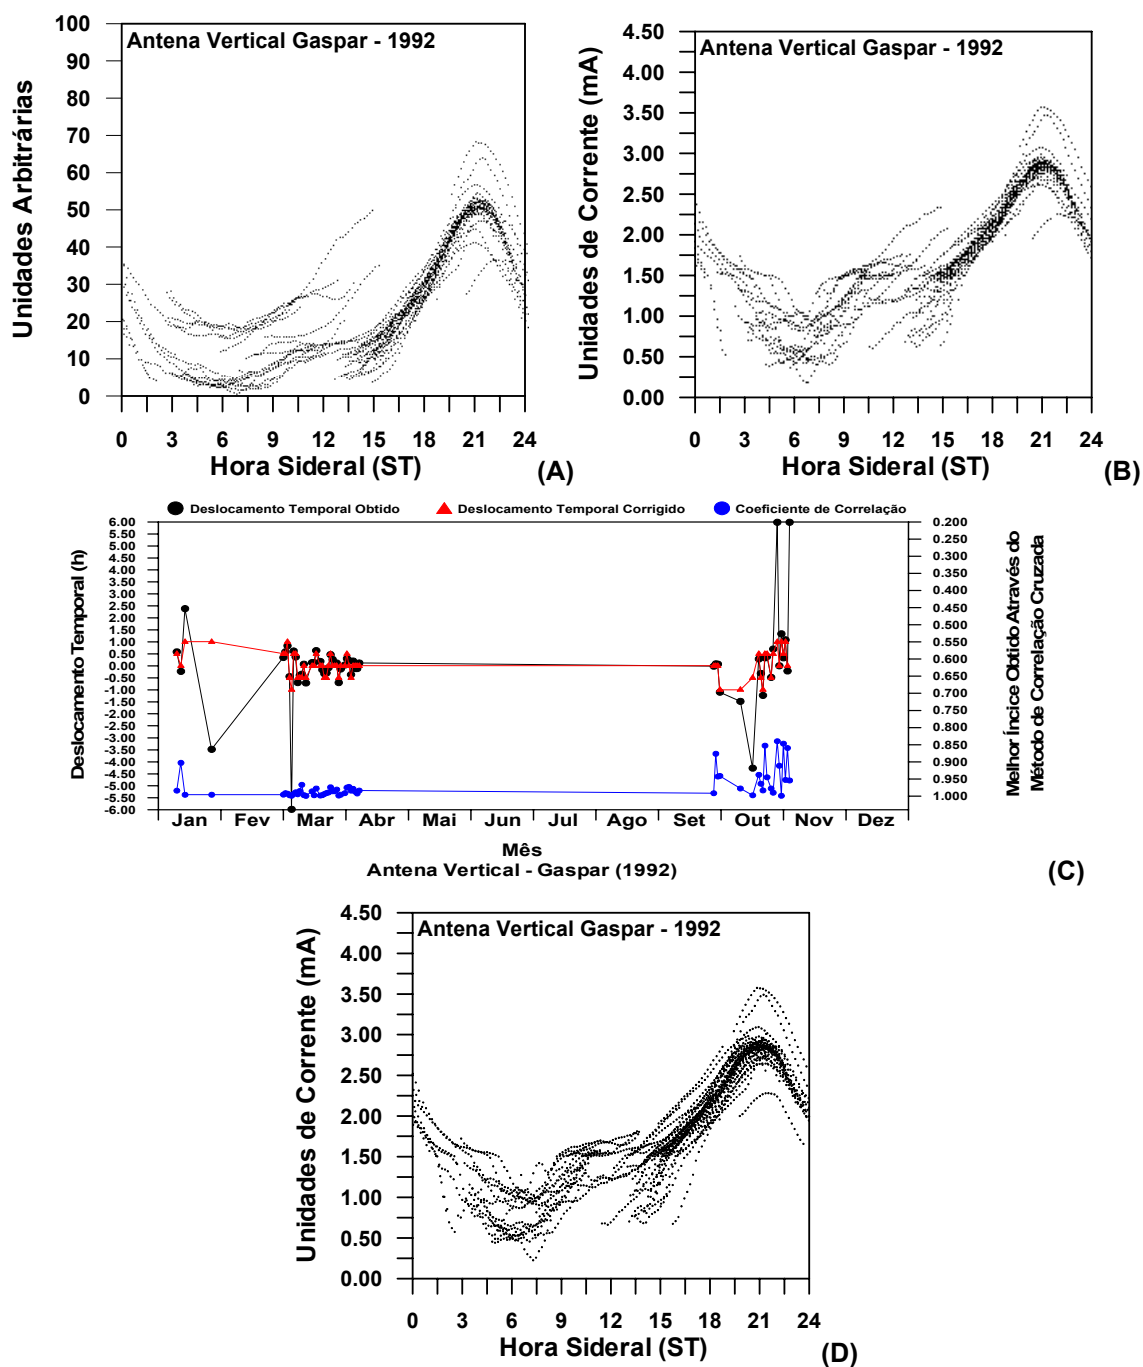 Antena Vertical Gaspar - 1992
Unidades Arbitrárias
100
90
80
70
60
50
40
30
20
10
0
0 3 6 9 12 15 18 21 24
Hora Sideral (ST)
(A)
Antena Vertical Gaspar - 1992
Unidades de Corrente (mA)
4.50
4.00
3.50
3.00
2.50
2.00
1.50
1.00
0.50
0.00
0 3 6 9 12 15 18 21 24
Hora Sideral (ST)
(B)
Deslocamento Temporal Obtido
Deslocamento Temporal Corrigido
Coeficiente de Correlação
Deslocamento Temporal (h)
6.00
5.50
5.00
4.50
4.00
3.50
3.00
2.50
2.00
1.50
1.00
0.50
0.00
-0.50
-1.00
-1.50
-2.00
-2.50
-3.00
-3.50
-4.00
-4.50
-5.00
-5.50
-6.00
0.200
0.250
0.300
0.350
0.400
0.450
0.500
0.550
0.600
0.650
0.700
0.750
0.800
0.850
0.900
0.950
1.000
Melhor Índice Obtido Através do
Método de Correlação Cruzada
Jan Fev Mar Abr Mai Jun Jul Ago Set Out Nov Dez
Mês
Antena Vertical - Gaspar (1992)
(C)
Antena Vertical Gaspar - 1992
Unidades de Corrente (mA)
4.50
4.00
3.50
3.00
2.50
2.00
1.50
1.00
0.50
0.00
0 3 6 9 12 15 18 21 24
Hora Sideral (ST)
(D)